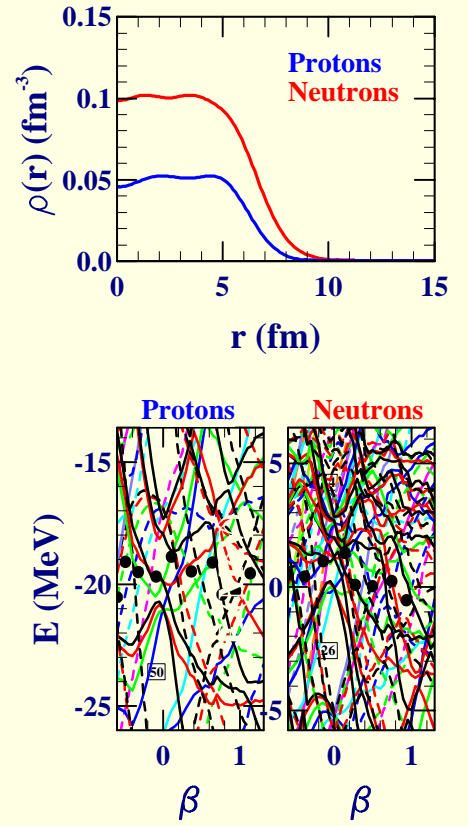 0.15
Protons
Neutrons
0.1
ρ(r) (fm-3)
0.05
0.0
0 5 10 15
r (fm)
Protons Neutrons
-15 5
E (MeV)
-20 0
50 26
-25 -5
0 1 0 1
β β